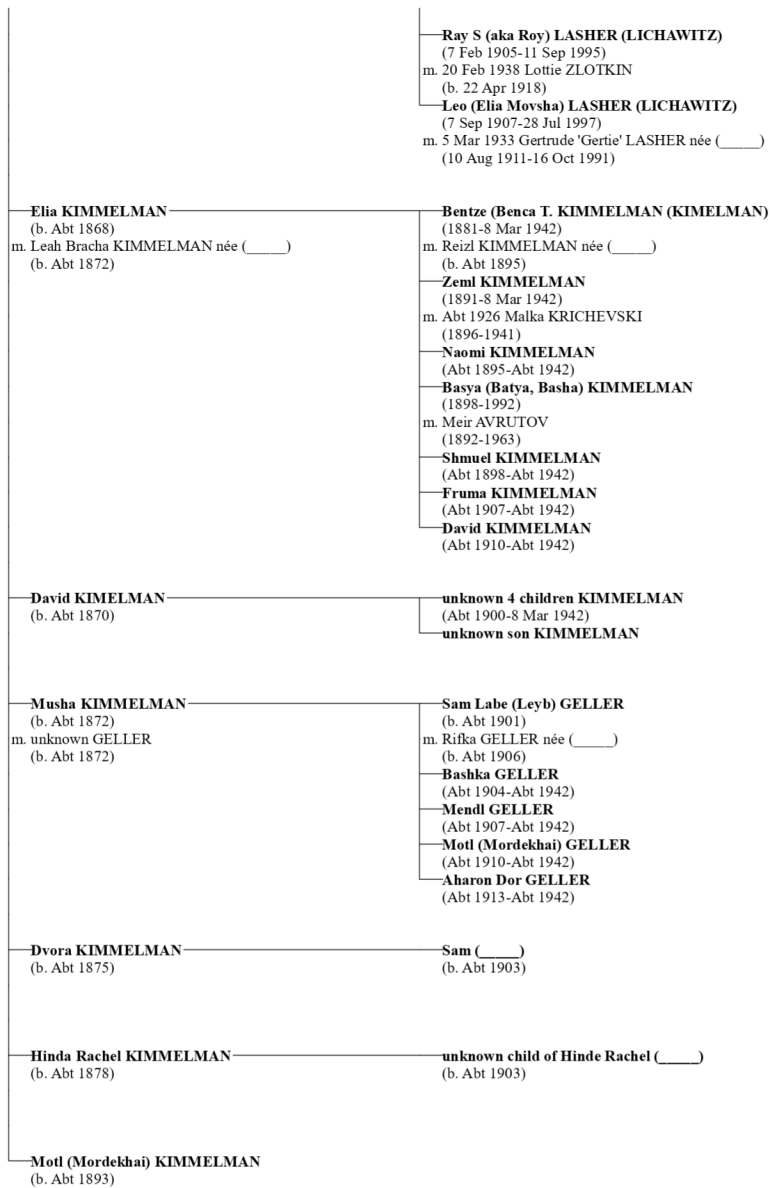 Ray S (aka Roy) LASHER (LICHAWITZ)
(7 Feb 1905-11 Sep 1995)
m. 20 Feb 1938 Lottie ZLOTKIN
(b. 22 Apr 1918)
Leo (Elia Movsha) LASHER (LICHAWITZ)
(7 Sep 1907-28 Jul 1997)
m. 5 Mar 1933 Gertrude 'Gertie' LASHER née (_____)
(10 Aug 1911-16 Oct 1991)
Elia KIMMELMAN
(b. Abt 1868)
m. Leah Bracha KIMMELMAN née (_____)
(b. Abt 1872)
Bentze (Benca T. KIMMELMAN (KIMELMAN)
(1881-8 Mar 1942)
m. Reizl KIMMELMAN née (_____)
(b. Abt 1895)
Zeml KIMMELMAN
(1891-8 Mar 1942)
m. Abt 1926 Malka KRICHEVSKI
(1896-1941)
Naomi KIMMELMAN
(Abt 1895-Abt 1942)
Basya (Batya, Basha) KIMMELMAN
(1898-1992)
m. Meir AVRUTOV
(1892-1963)
Shmuel KIMMELMAN
(Abt 1898-Abt 1942)
Fruma KIMMELMAN
(Abt 1907-Abt 1942)
David KIMMELMAN
(Abt 1910-Abt 1942)
David KIMELMAN
(b. Abt 1870)
unknown 4 children KIMMELMAN
(Abt 1900-8 Mar 1942)
unknown son KIMMELMAN
Musha KIMMELMAN
(b. Abt 1872)
m. unknown GELLER
(b. Abt 1872)
Sam Labe (Leyb) GELLER
(b. Abt 1901)
m. Rifka GELLER née (_____)
(b. Abt 1906)
Bashka GELLER
(Abt 1904-Abt 1942)
Mendl GELLER
(Abt 1907-Abt 1942)
Motl (Mordekhai) GELLER
(Abt 1910-Abt 1942)
Aharon Dor GELLER
(Abt 1913-Abt 1942)
Dvora KIMMELMAN
(b. Abt 1875)
Sam (_____)
(b. Abt 1903)
Hinda Rachel KIMMELMAN
(b. Abt 1878)
unknown child of Hinde Rachel (_____)
(b. Abt 1903)
Motl (Mordekhai) KIMMELMAN
(b. Abt 1893)